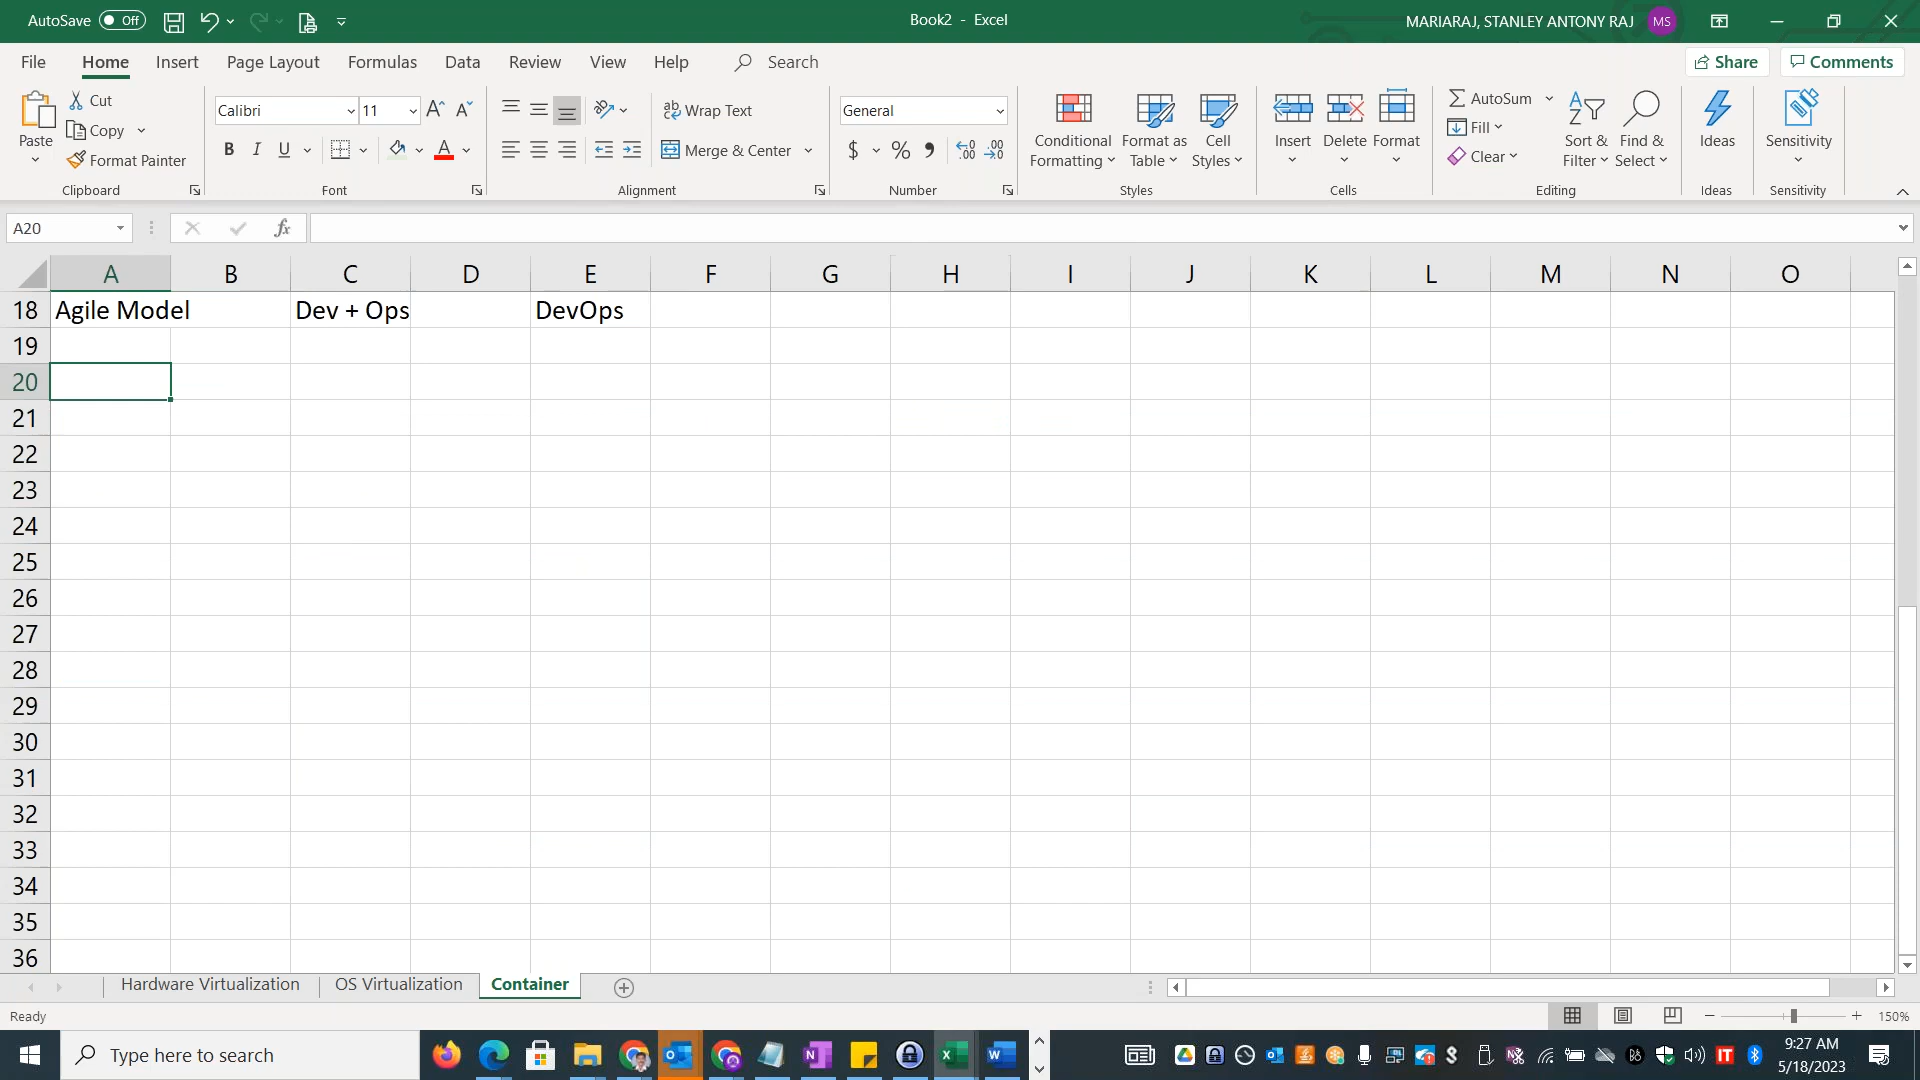 AutoSave Off Book2 - Excel MARIARAJ, STANLEY ANTONY RAJ MS
File Home Insert Page Layout Formulas Data Review View Help Search Share Comments
Paste Cut Copy Format Painter
Calibri 11
B I U A
Wrap Text
Merge & Center
General
$ % 9
Conditional Formatting
Format as Table
Cell Styles
Insert Delete Format
AutoSum Fill Clear
Sort & Filter
Find & Select
Ideas
Sensitivity
Clipboard Font Alignment Number Styles Cells Editing Ideas Sensitivity
A20 fx
A B C D E F G H I J K L M N O
18 Agile Model Dev + Ops DevOps
19
20
21
22
23
24
25
26
27
28
29
30
31
32
33
34
35
36
Hardware Virtualization OS Virtualization Container
Ready 150%
Type here to search 9:27 AM
5/18/2023